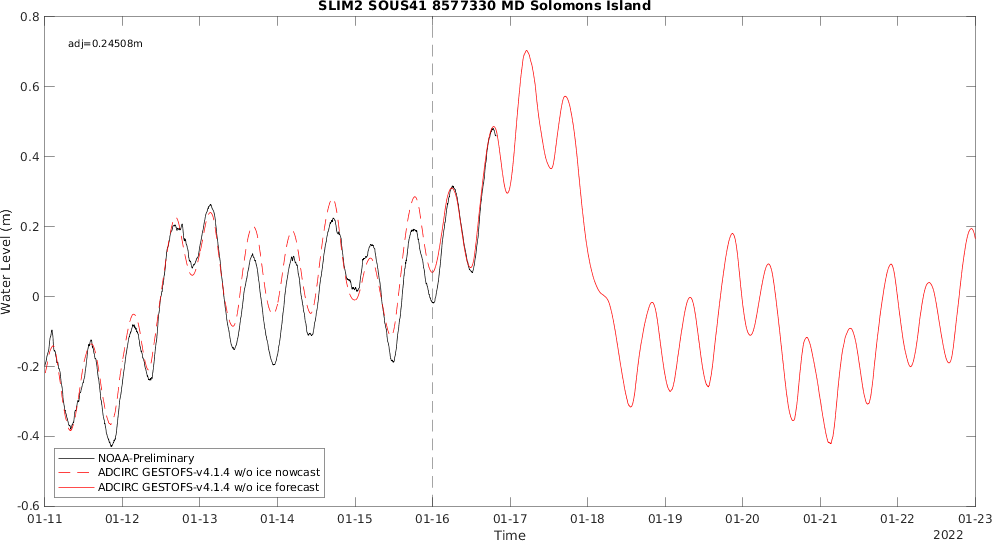 SLIM2 SOUS41 8577330 MD Solomons Island
adj=0.24508m
0.8
0.6
0.4
0.2
0
-0.2
-0.4
-0.6
Water Level (m)
NOAA-Preliminary
ADCIRC GESTOFS-v4.1.4 w/o ice nowcast
ADCIRC GESTOFS-v4.1.4 w/o ice forecast
01-11 01-12 01-13 01-14 01-15 01-16 01-17 01-18 01-19 01-20 01-21 01-22 01-23
Time
2022